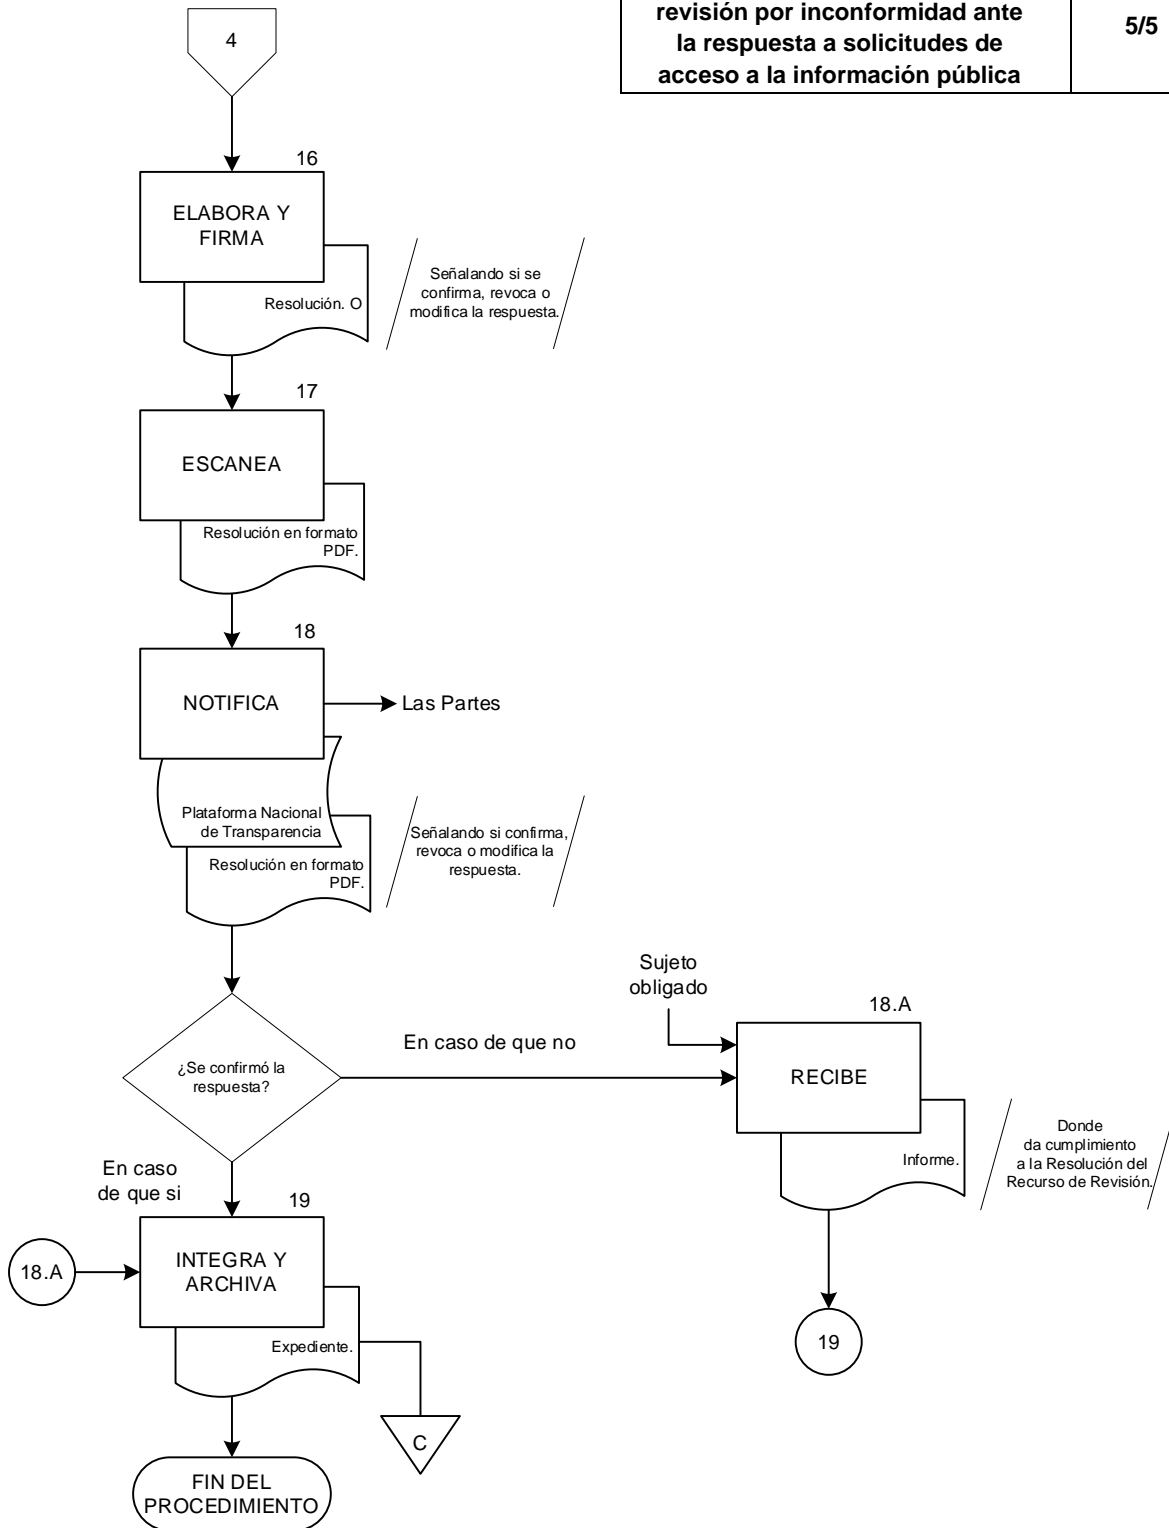 revisión por inconformidad ante
la respuesta a solicitudes de
acceso a la información pública
5/5
4
16
ELABORA Y
FIRMA
Resolución. O
Señalando si se
confirma, revoca o
modifica la respuesta.
17
ESCANEA
Resolución en formato
PDF.
18
NOTIFICA
Las Partes
Plataforma Nacional
de Transparencia
Resolución en formato
PDF.
Señalando si confirma,
revoca o modifica la
respuesta.
¿Se confirmó la
respuesta?
En caso de que no
Sujeto
obligado
18.A
RECIBE
Informe.
Donde
da cumplimiento
a la Resolución del
Recurso de Revisión.
19
En caso
de que si
19
18.A
INTEGRA Y
ARCHIVA
Expediente.
C
FIN DEL
PROCEDIMIENTO